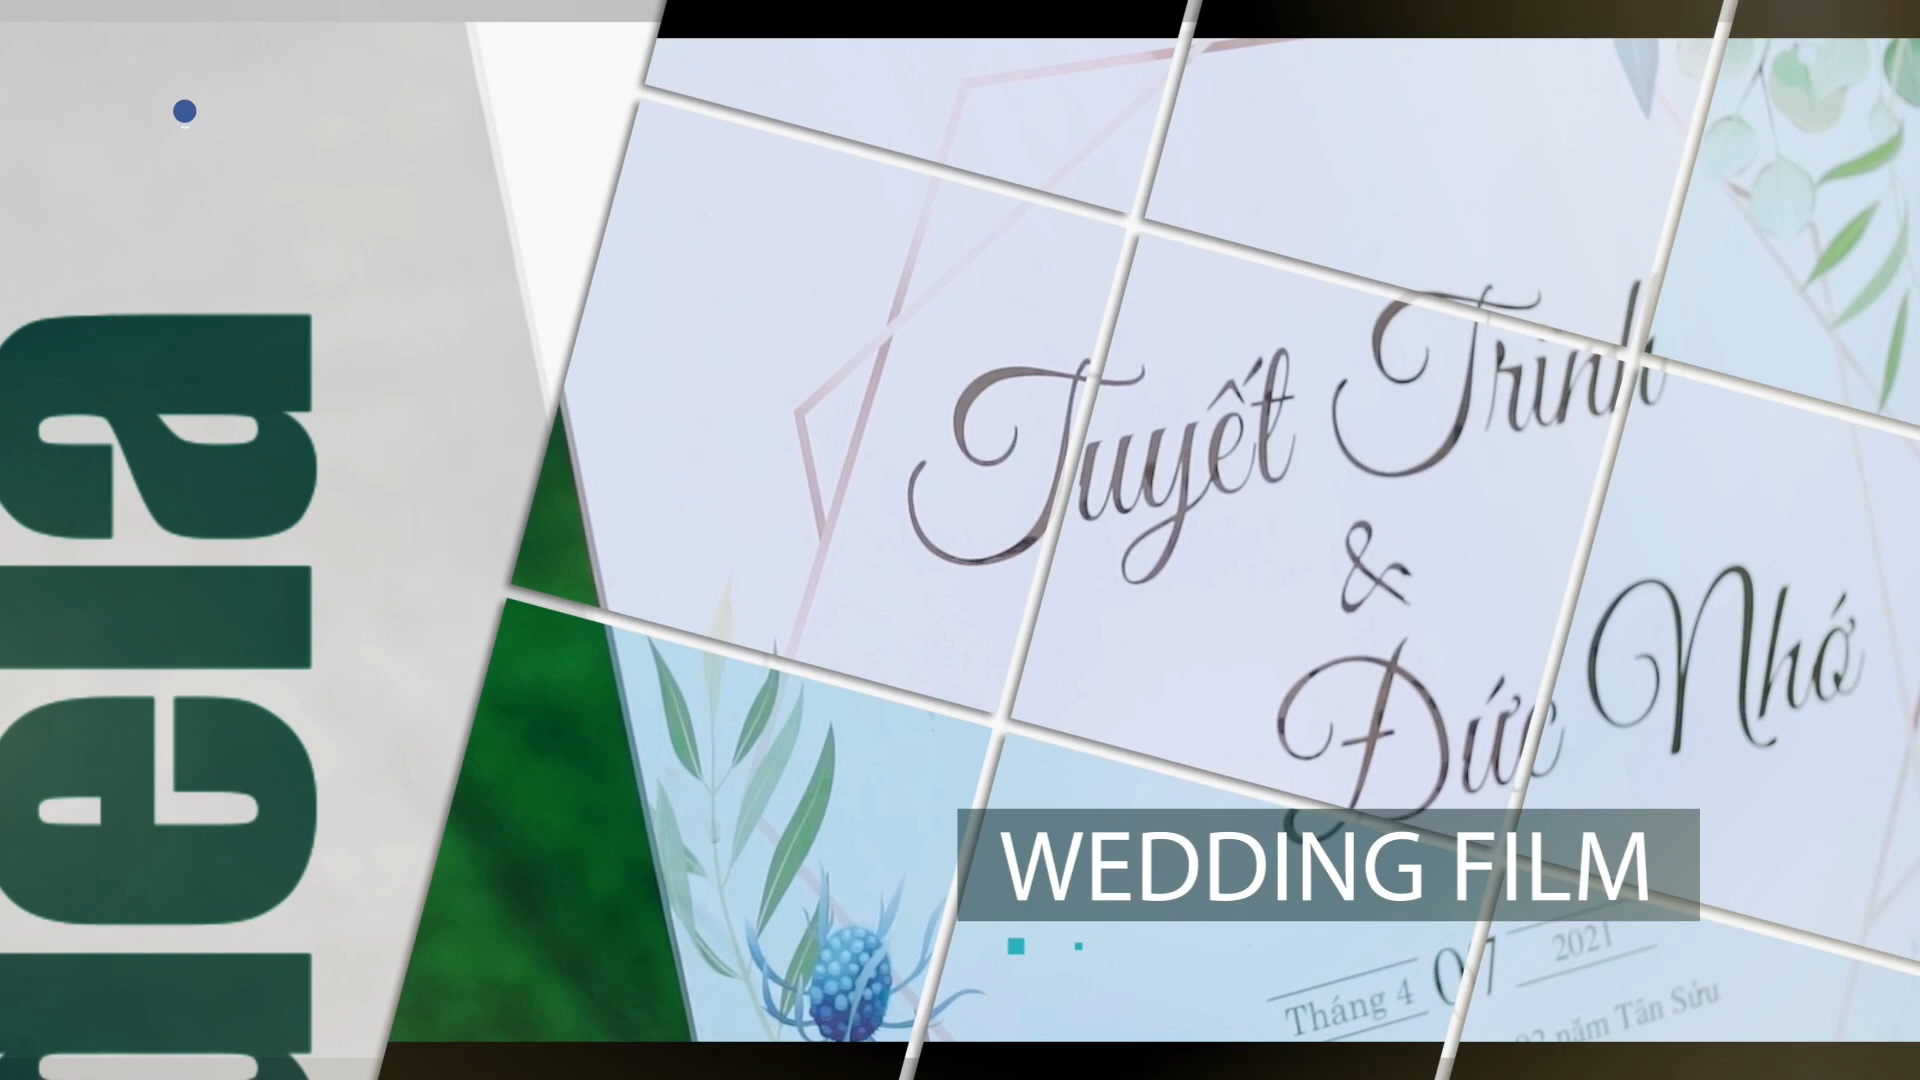 Tuyết Trinh
&
Đức Nhớ
WEDDING FILM
Tháng 4 07 2021
năm Tân Sửu